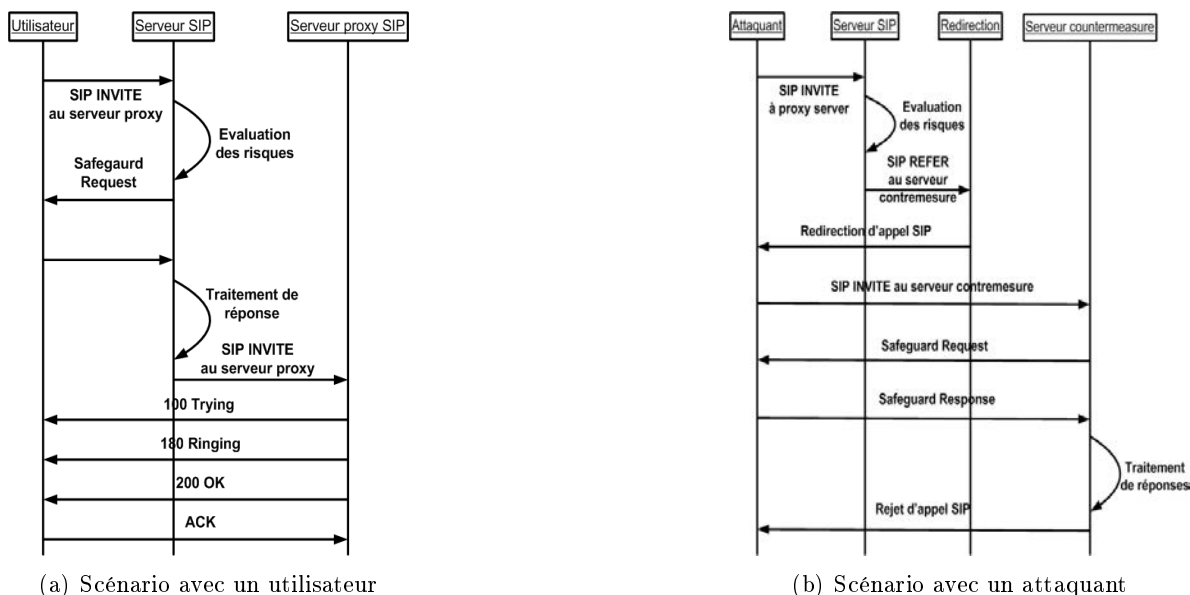 Utilisateur
Serveur SIP
Serveur proxy SIP
SIP INVITE
au serveur proxy
Evaluation
des risques
Safegaurd
Request
Traitement de
réponse
SIP INVITE
au serveur proxy
100 Trying
180 Ringing
200 OK
ACK
(a) Scénario avec un utilisateur
Attaquant
Serveur SIP
Redirection
Serveur countermeasure
SIP INVITE
à proxy server
Evaluation
des risques
SIP REFER
au serveur
contremesure
Redirection d'appel SIP
SIP INVITE au serveur contremesure
Safeguard Request
Safeguard Response
Traitement
de réponses
Rejet d'appel SIP
(b) Scénario avec un attaquant